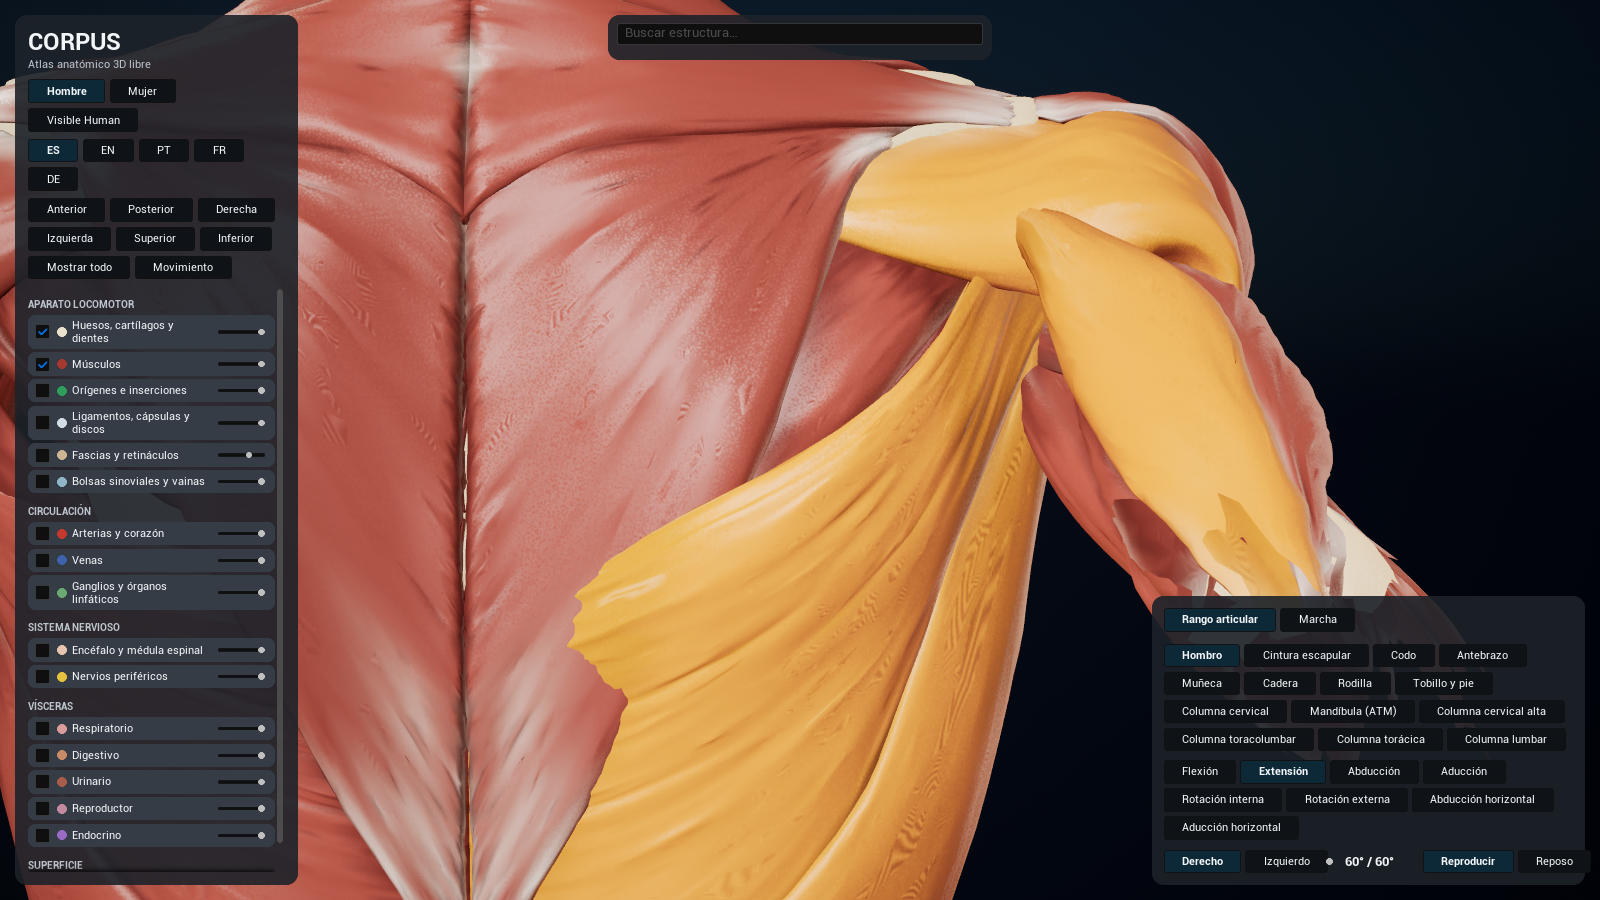 CORPUS
Atlas anatómico 3D libre
Hombre Mujer
Visible Human
ES EN PT FR
DE
Anterior Posterior Derecha
Izquierda Superior Inferior
Mostrar todo Movimiento
APARATO LOCOMOTOR
Huesos, cartílagos y
dientes
Músculos
Orígenes e inserciones
Ligamentos, cápsulas y
discos
Fascias y retináculos
Bolsas sinoviales y vainas
CIRCULACIÓN
Arterias y corazón
Venas
Ganglios y órganos
linfáticos
SISTEMA NERVIOSO
Encéfalo y médula espinal
Nervios periféricos
VÍSCERAS
Respiratorio
Digestivo
Urinario
Reproductor
Endocrino
SUPERFICIE
Buscar estructura...
Rango articular Marcha
Hombro Cintura escapular Codo Antebrazo
Muñeca Cadera Rodilla Tobillo y pie
Columna cervical Mandíbula (ATM) Columna cervical alta
Columna toracolumbar Columna torácica Columna lumbar
Flexión Extensión Abducción Aducción
Rotación interna Rotación externa Abducción horizontal
Aducción horizontal
Derecho Izquierdo 60° / 60° Reproducir Reposo